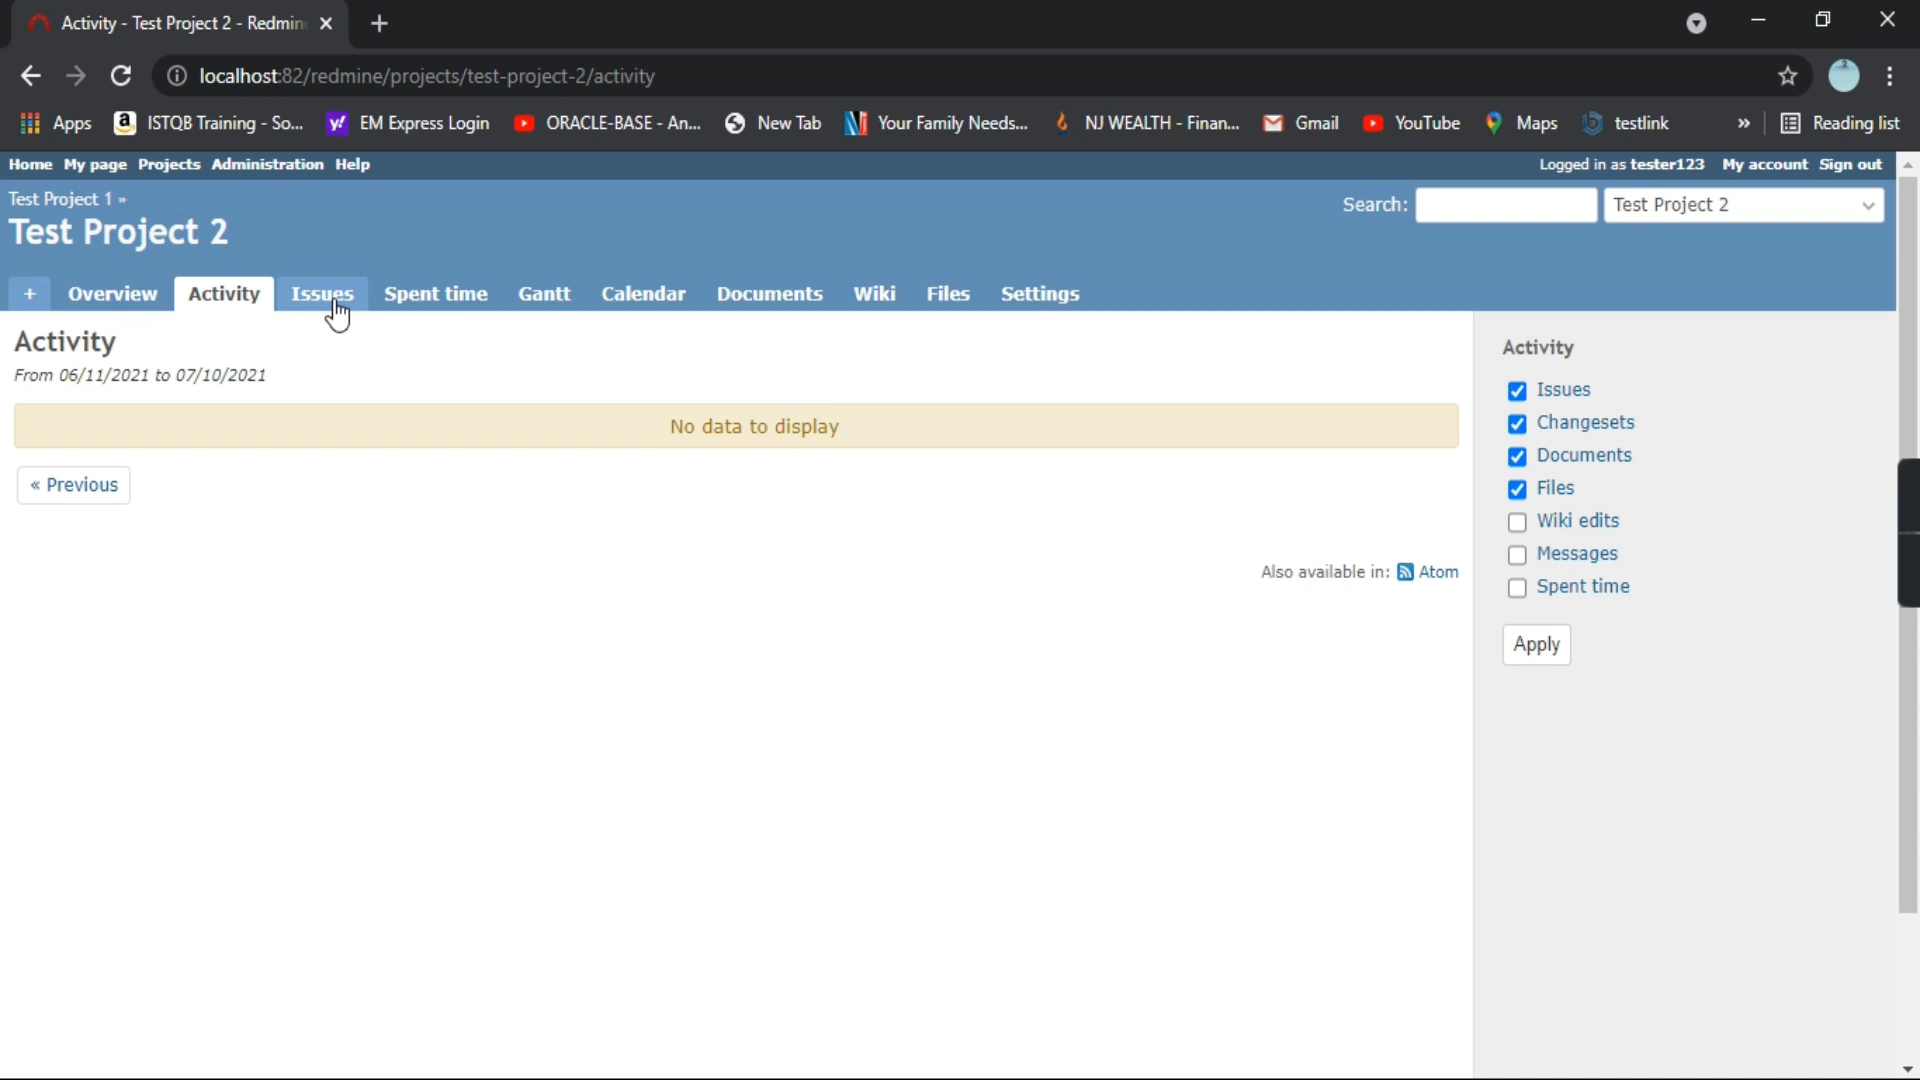 Activity - Test Project 2 - Redmin
localhost:82/redmine/projects/test-project-2/activity
Apps ISTQB Training - So... EM Express Login ORACLE-BASE - An... New Tab Your Family Needs... NJ WEALTH - Finan... Gmail YouTube Maps testlink » Reading list
Home My page Projects Administration Help Logged in as tester123 My account Sign out
Test Project 1 »
Search: Test Project 2
Test Project 2
+ Overview Activity Issues Spent time Gantt Calendar Documents Wiki Files Settings
Activity
From 06/11/2021 to 07/10/2021
No data to display
« Previous
Also available in: Atom
Activity
Issues
Changesets
Documents
Files
Wiki edits
Messages
Spent time
Apply